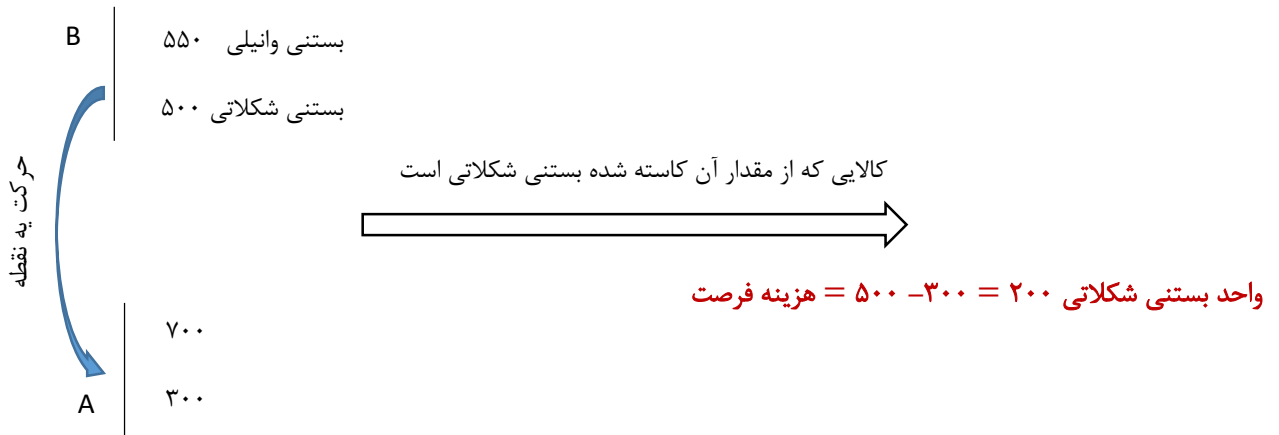 B
بستنی وانیلی ۵۵۰
بستنی شکلاتی ۵۰۰
حرکت یه نقطه
کالایی که از مقدار آن کاسته شده بستنی شکلاتی است
واحد بستنی شکلاتی ۲۰۰ = ۳۰۰– ۵۰۰ = هزینه فرصت
۷۰۰
۳۰۰
A